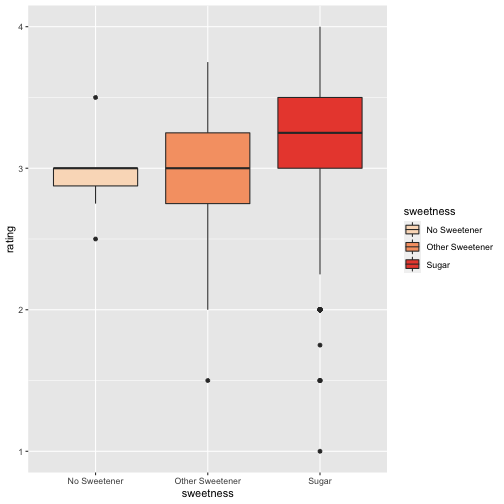 4
3
2
1
rating
No Sweetener Other Sweetener Sugar
sweetness
sweetness
No Sweetener
Other Sweetener
Sugar